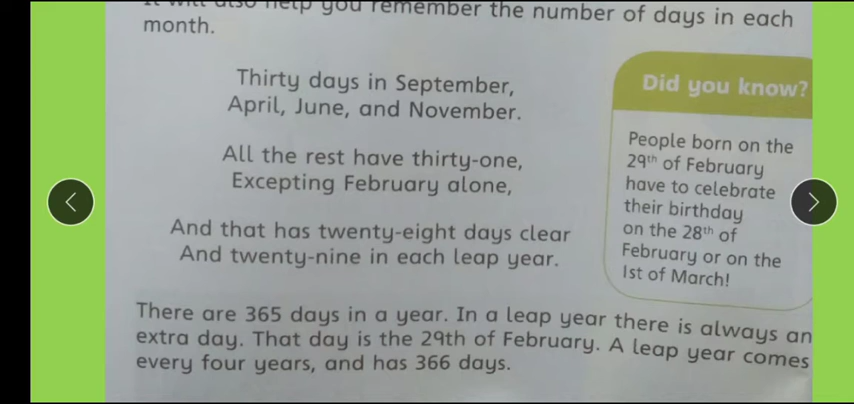 It will also help you remember the number of days in each
month.
Thirty days in September,
April, June, and November.
All the rest have thirty-one,
Excepting February alone,
And that has twenty-eight days clear
And twenty-nine in each leap year.
Did you know?
People born on the
29th of February
have to celebrate
their birthday
on the 28th of
February or on the
1st of March!
There are 365 days in a year. In a leap year there is always an
extra day. That day is the 29th of February. A leap year comes
every four years, and has 366 days.